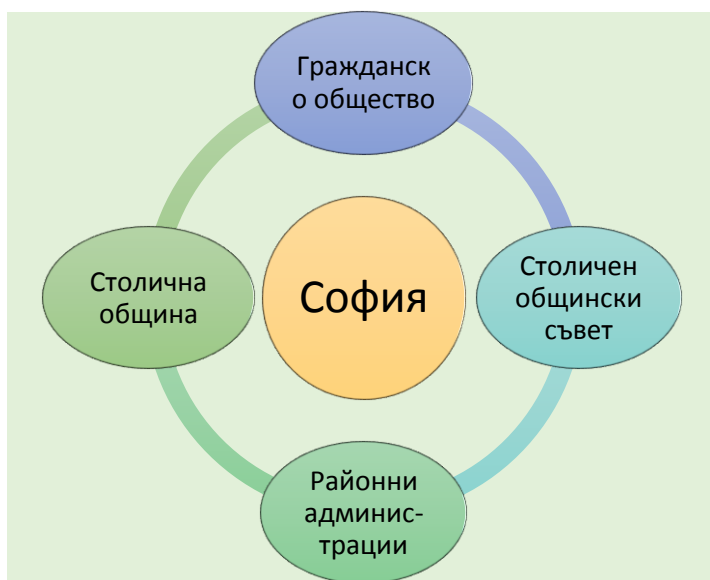 Гражданск
о общество
Столична
община
София
Столичен
общински
съвет
Районни
админис-
трации